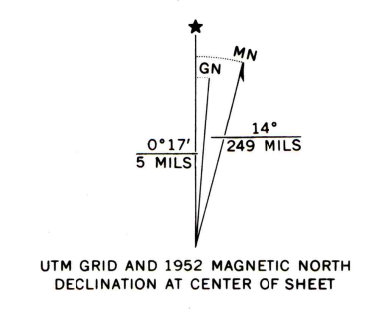 MN
GN
14°
249 MILS
0°17'
5 MILS
UTM GRID AND 1952 MAGNETIC NORTH
DECLINATION AT CENTER OF SHEET